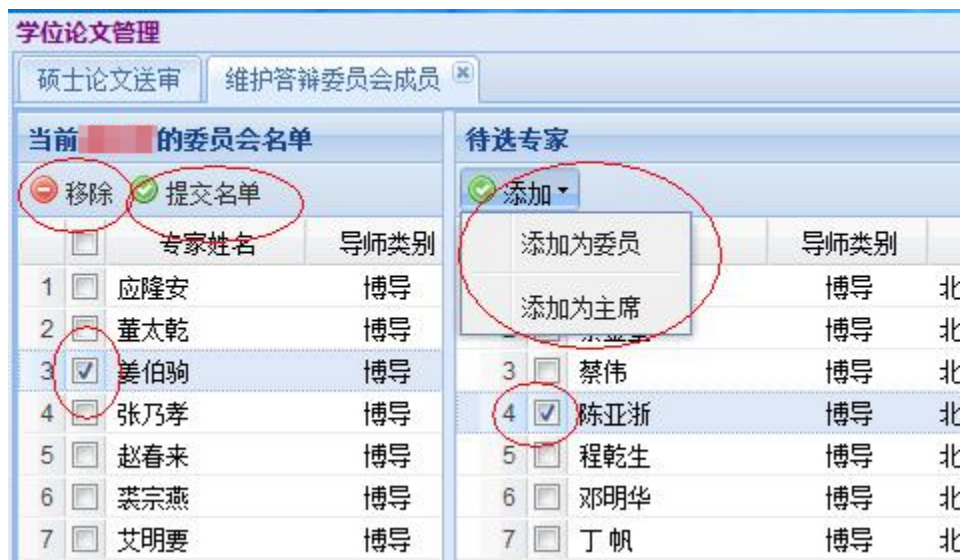 学位论文管理
硕士论文送审
维护答辩委员会成员
当前 的委员会名单
移除 提交名单
专家姓名 导师类别
1 应隆安 博导
2 董太乾 博导
3 姜伯驹 博导
4 张乃孝 博导
5 赵春来 博导
6 裘宗燕 博导
7 艾明要 博导
待选专家
添加
添加为委员
添加为主席
导师类别
博导 北
博导 北
3 蔡伟 博导 北
4 陈亚浙 博导 北
5 程乾生 博导 北
6 邓明华 博导 北
7 丁帆 博导 北